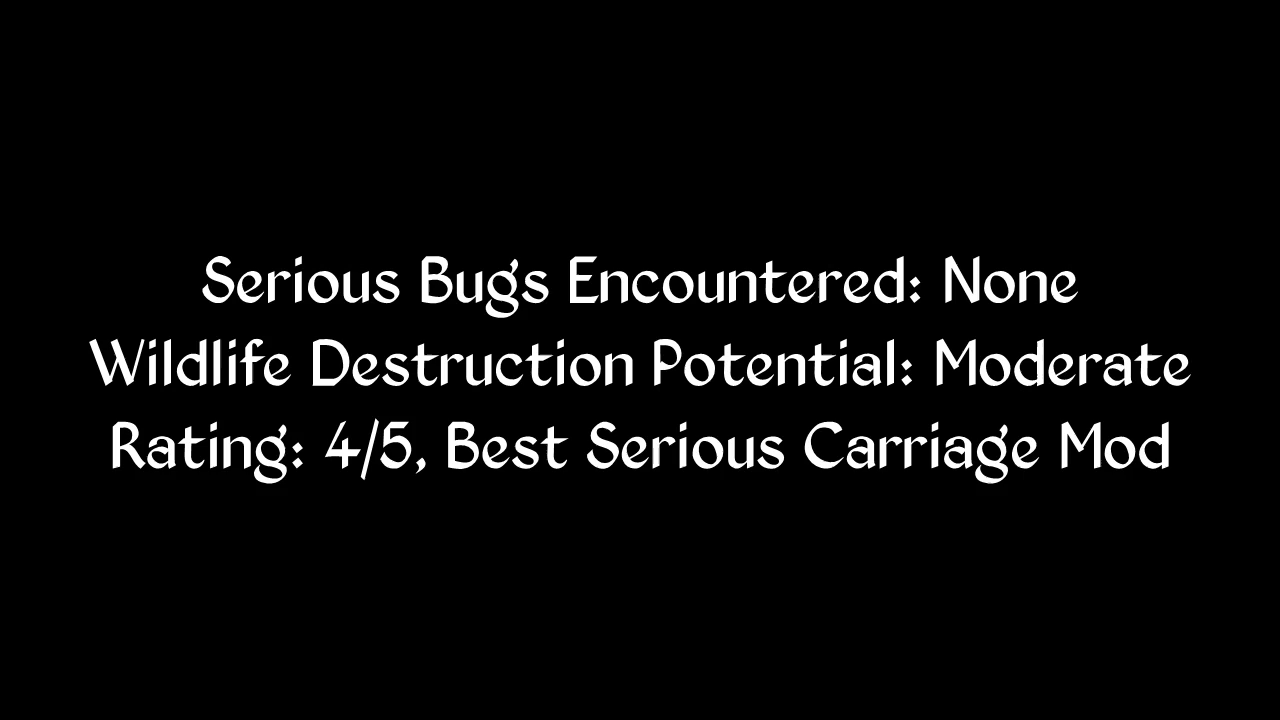 Serious Bugs Encountered: None
Wildlife Destruction Potential: Moderate
Rating: 4/5, Best Serious Carriage Mod